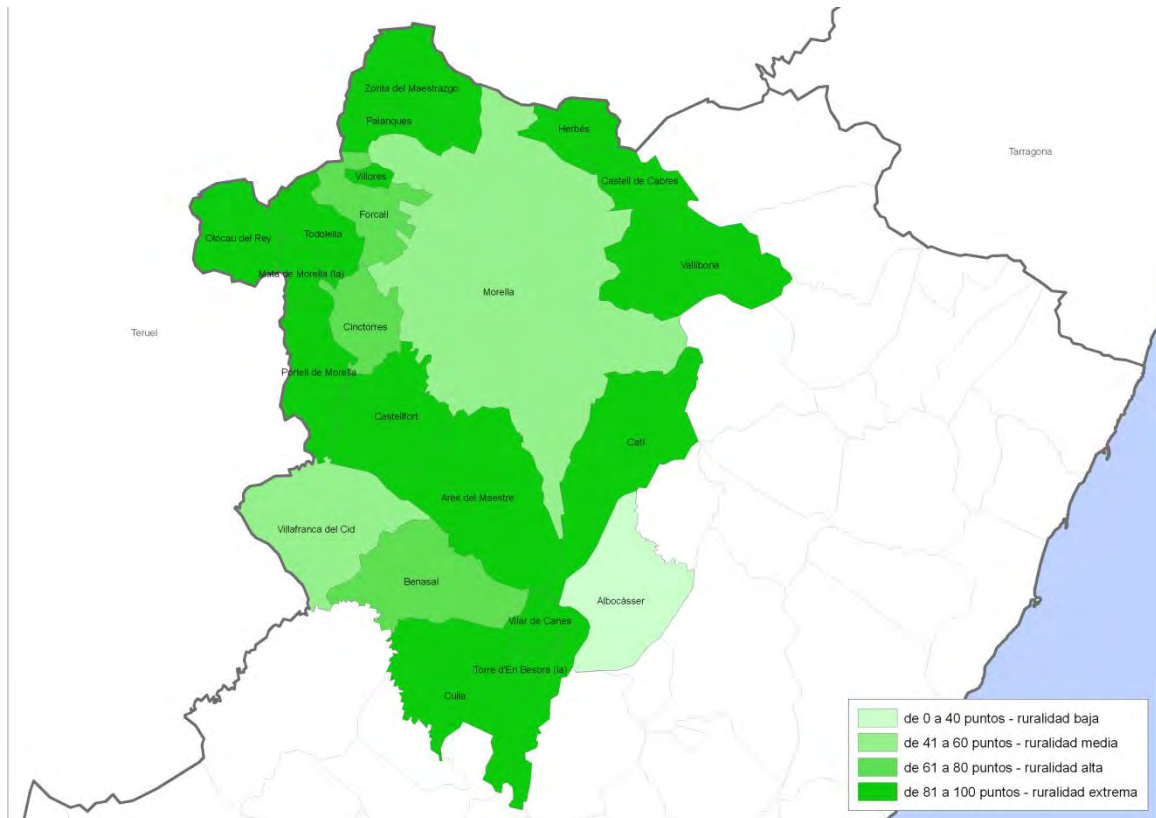 Zorita del Maestrazgo
Palanques
Herbés
Tarragona
Villores
Castell de Cabres
Forcall
Todolella
Olocau del Rey
Vallibona
Mata de Morella (la)
Morella
Teruel
Cinctorres
Portell de Morella
Castellfort
Catí
Ares del Maestre
Villafranca del Cid
Benasal
Albocàsser
Vilar de Canes
Torre d'En Besora (la)
Culla
de 0 a 40 puntos - ruralidad baja
de 41 a 60 puntos - ruralidad media
de 61 a 80 puntos - ruralidad alta
de 81 a 100 puntos - ruralidad extrema